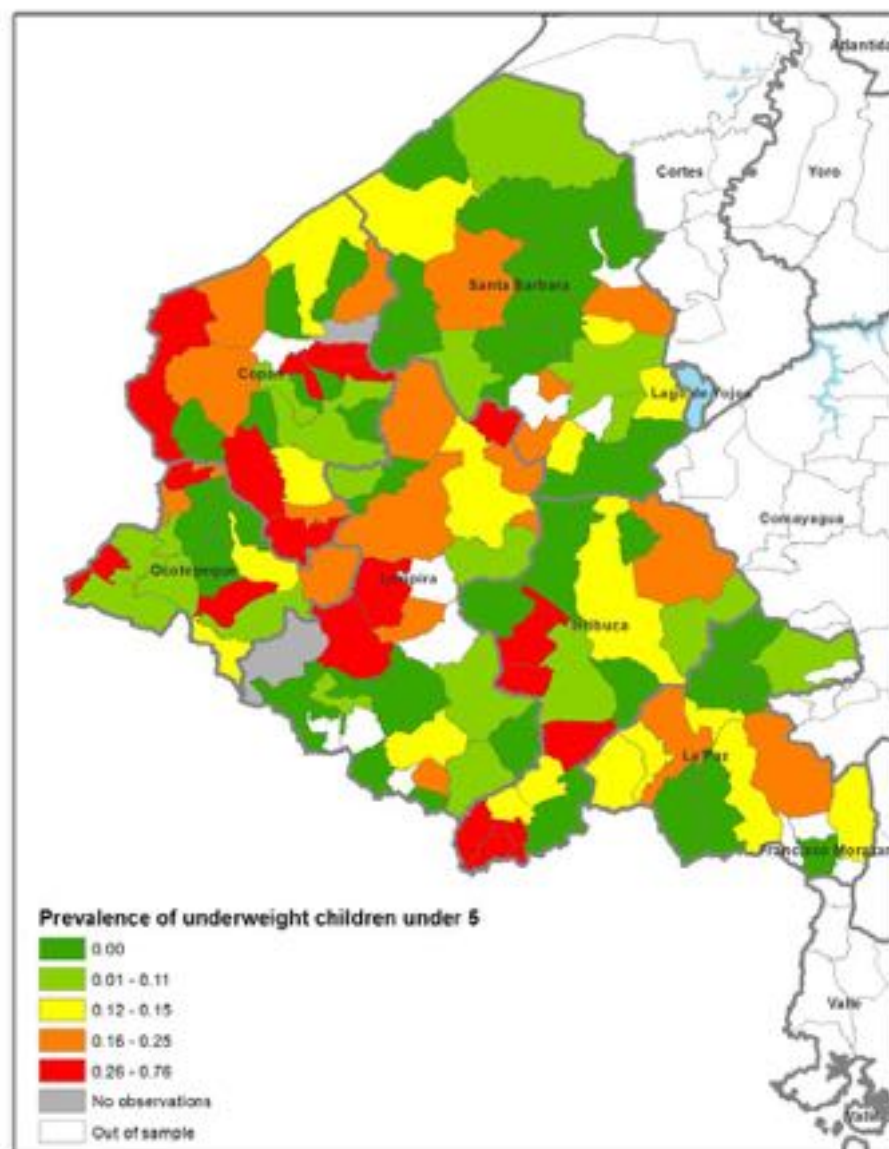 Atlantida
Cortes
Yoro
Santa Barbara
Copan
Lago de Yojoa
Comayagua
Ocotepeque
Lempira
Intibuca
La Paz
Francisco Morazan
Valle
Valle
Prevalence of underweight children under 5
0.00
0.01 - 0.11
0.12 - 0.15
0.16 - 0.25
0.26 - 0.76
No observations
Out of sample